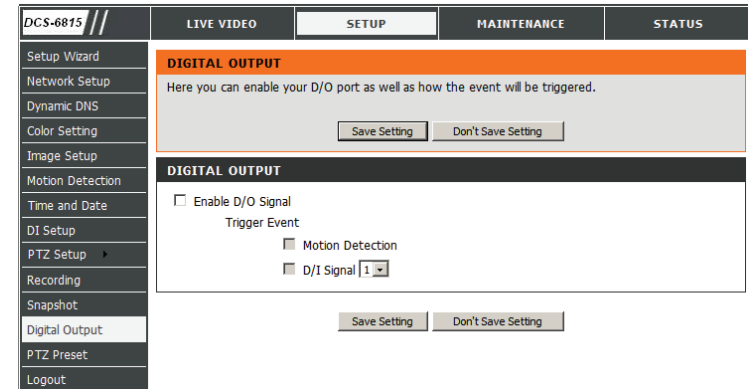 DCS-6815 // LIVE VIDEO SETUP MAINTENANCE STATUS
Setup Wizard
Network Setup
Dynamic DNS
Color Setting
Image Setup
Motion Detection
Time and Date
DI Setup
PTZ Setup
Recording
Snapshot
Digital Output
PTZ Preset
Logout
DIGITAL OUTPUT
Here you can enable your D/O port as well as how the event will be triggered.
Save Setting Don't Save Setting
DIGITAL OUTPUT
Enable D/O Signal
Trigger Event
Motion Detection
D/I Signal 1
Save Setting Don't Save Setting